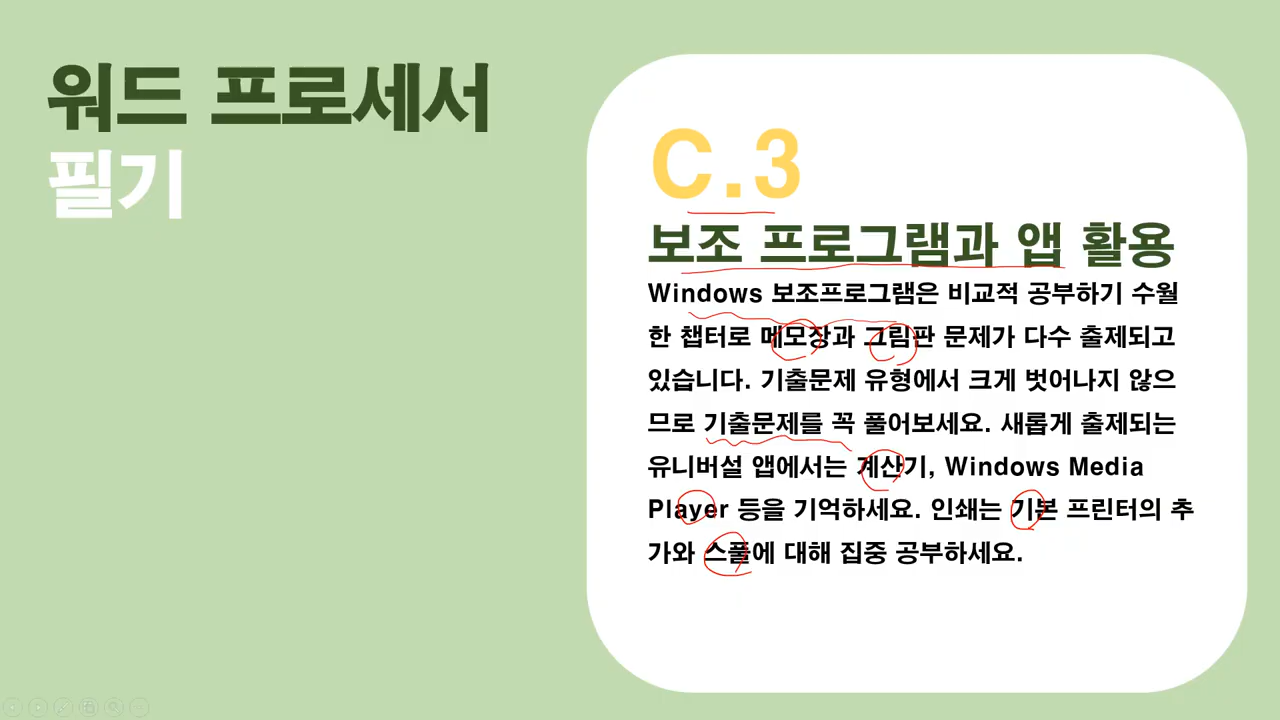 워드 프로세서
필기
C.3
보조 프로그램과 앱 활용
Windows 보조프로그램은 비교적 공부하기 수월
한 챕터로 메모장과 그림판 문제가 다수 출제되고
있습니다. 기출문제 유형에서 크게 벗어나지 않으
므로 기출문제를 꼭 풀어보세요. 새롭게 출제되는
유니버설 앱에서는 계산기, Windows Media
Player 등을 기억하세요. 인쇄는 기본 프린터의 추
가와 스풀에 대해 집중 공부하세요.